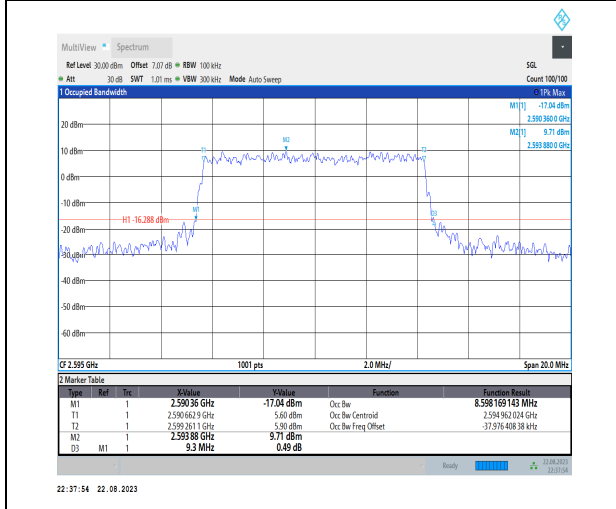 MultiView Spectrum
Ref Level 30.00 dBm Offset 7.07 dB RBW 100 kHz SGL
Att 30 dB SWT 1.01 ms VBW 300 kHz Mode Auto Sweep Count 100/100
1 Occupied Bandwidth 1Pk Max
M1[1] -17.04 dBm
2.590 360 0 GHz
20 dBm
M2[1] 9.71 dBm
2.593 880 0 GHz
M2
10 dBm
T1 T2
0 dBm
-10 dBm
M1
D3
H1 -16.288 dBm
-20 dBm
-30 dBm
-40 dBm
-50 dBm
-60 dBm
CF 2.595 GHz 1001 pts 2.0 MHz/ Span 20.0 MHz
2 Marker Table
Type Ref Trc X-Value Y-Value Function Function Result
M1 1 2.590 36 GHz -17.04 dBm Occ Bw 8.598 169 143 MHz
T1 1 2.590 662 9 GHz 5.60 dBm Occ Bw Centroid 2.594 962 024 GHz
T2 1 2.599 261 1 GHz 5.90 dBm Occ Bw Freq Offset -37.976 408 38 kHz
M2 1 2.593 88 GHz 9.71 dBm
D3 M1 1 9.3 MHz 0.49 dB
Ready 22.08.2023
22:37:54
22:37:54 22.08.2023